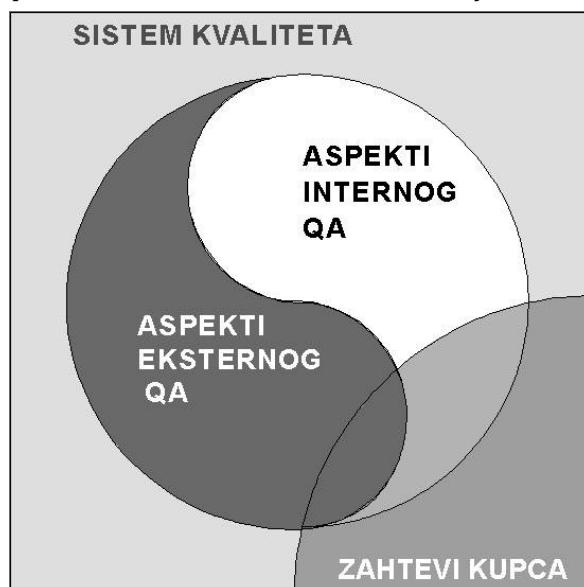 SISTEM KVALITETA
ASPEKTI
INTERNOG
QA
ASPEKTI
EKSTERNOG
QA
ZAHTEVI KUPCA